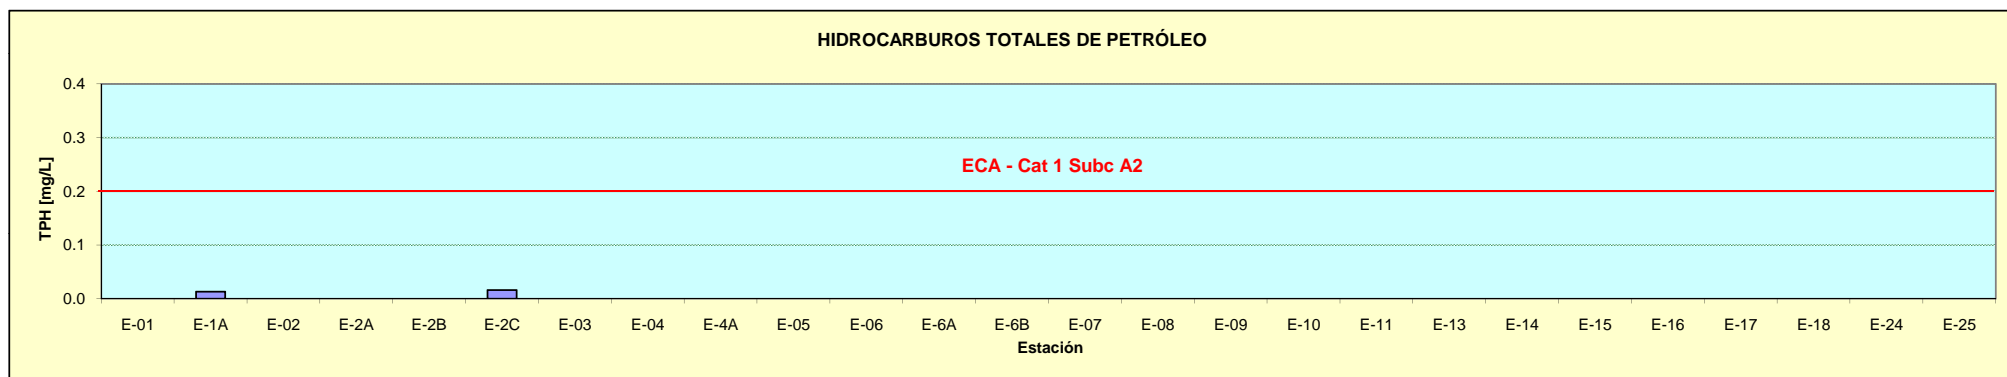 HIDROCARBUROS TOTALES DE PETRÓLEO
0.4
0.3
0.2
0.1
0.0
TPH [mg/L]
ECA - Cat 1 Subc A2
E-01 E-1A E-02 E-2A E-2B E-2C E-03 E-04 E-4A E-05 E-06 E-6A E-6B E-07 E-08 E-09 E-10 E-11 E-13 E-14 E-15 E-16 E-17 E-18 E-24 E-25
Estación